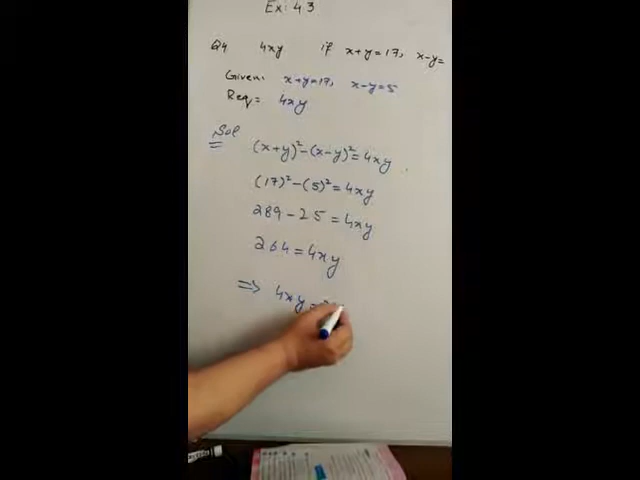 Ex: 4.3
Q4 4xy if x+y=17, x-y=
Given: x+y=17, x-y=5
Req= 4xy
Sol
(x+y)²-(x-y)²=4xy
(17)²-(5)²=4xy
289-25=4xy
264=4xy
⇒ 4xy=